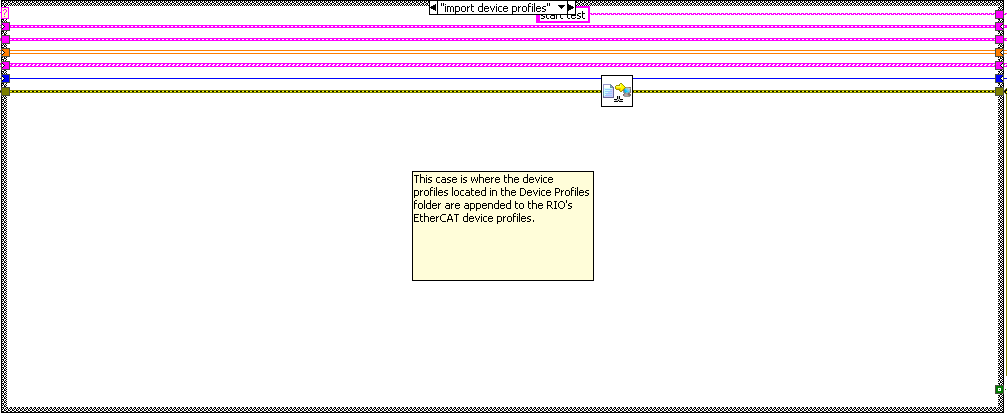 "import device profiles"
start test
This case is where the device
profiles located in the Device Profiles
folder are appended to the RIO's
EtherCAT device profiles.